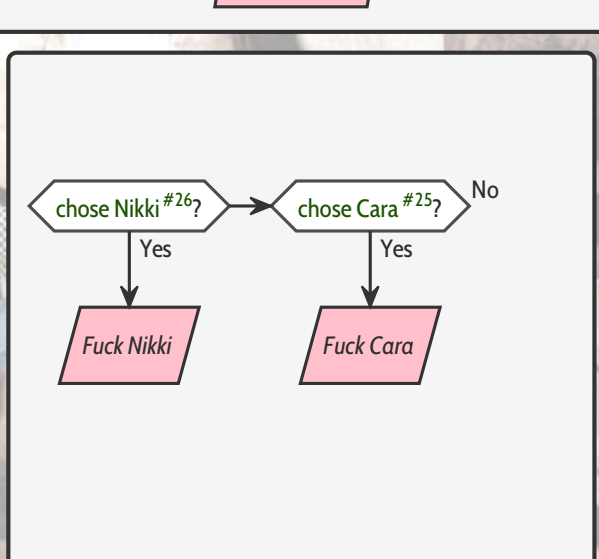 chose Nikki #26?
chose Cara #25?
No
Yes
Yes
Fuck Nikki
Fuck Cara